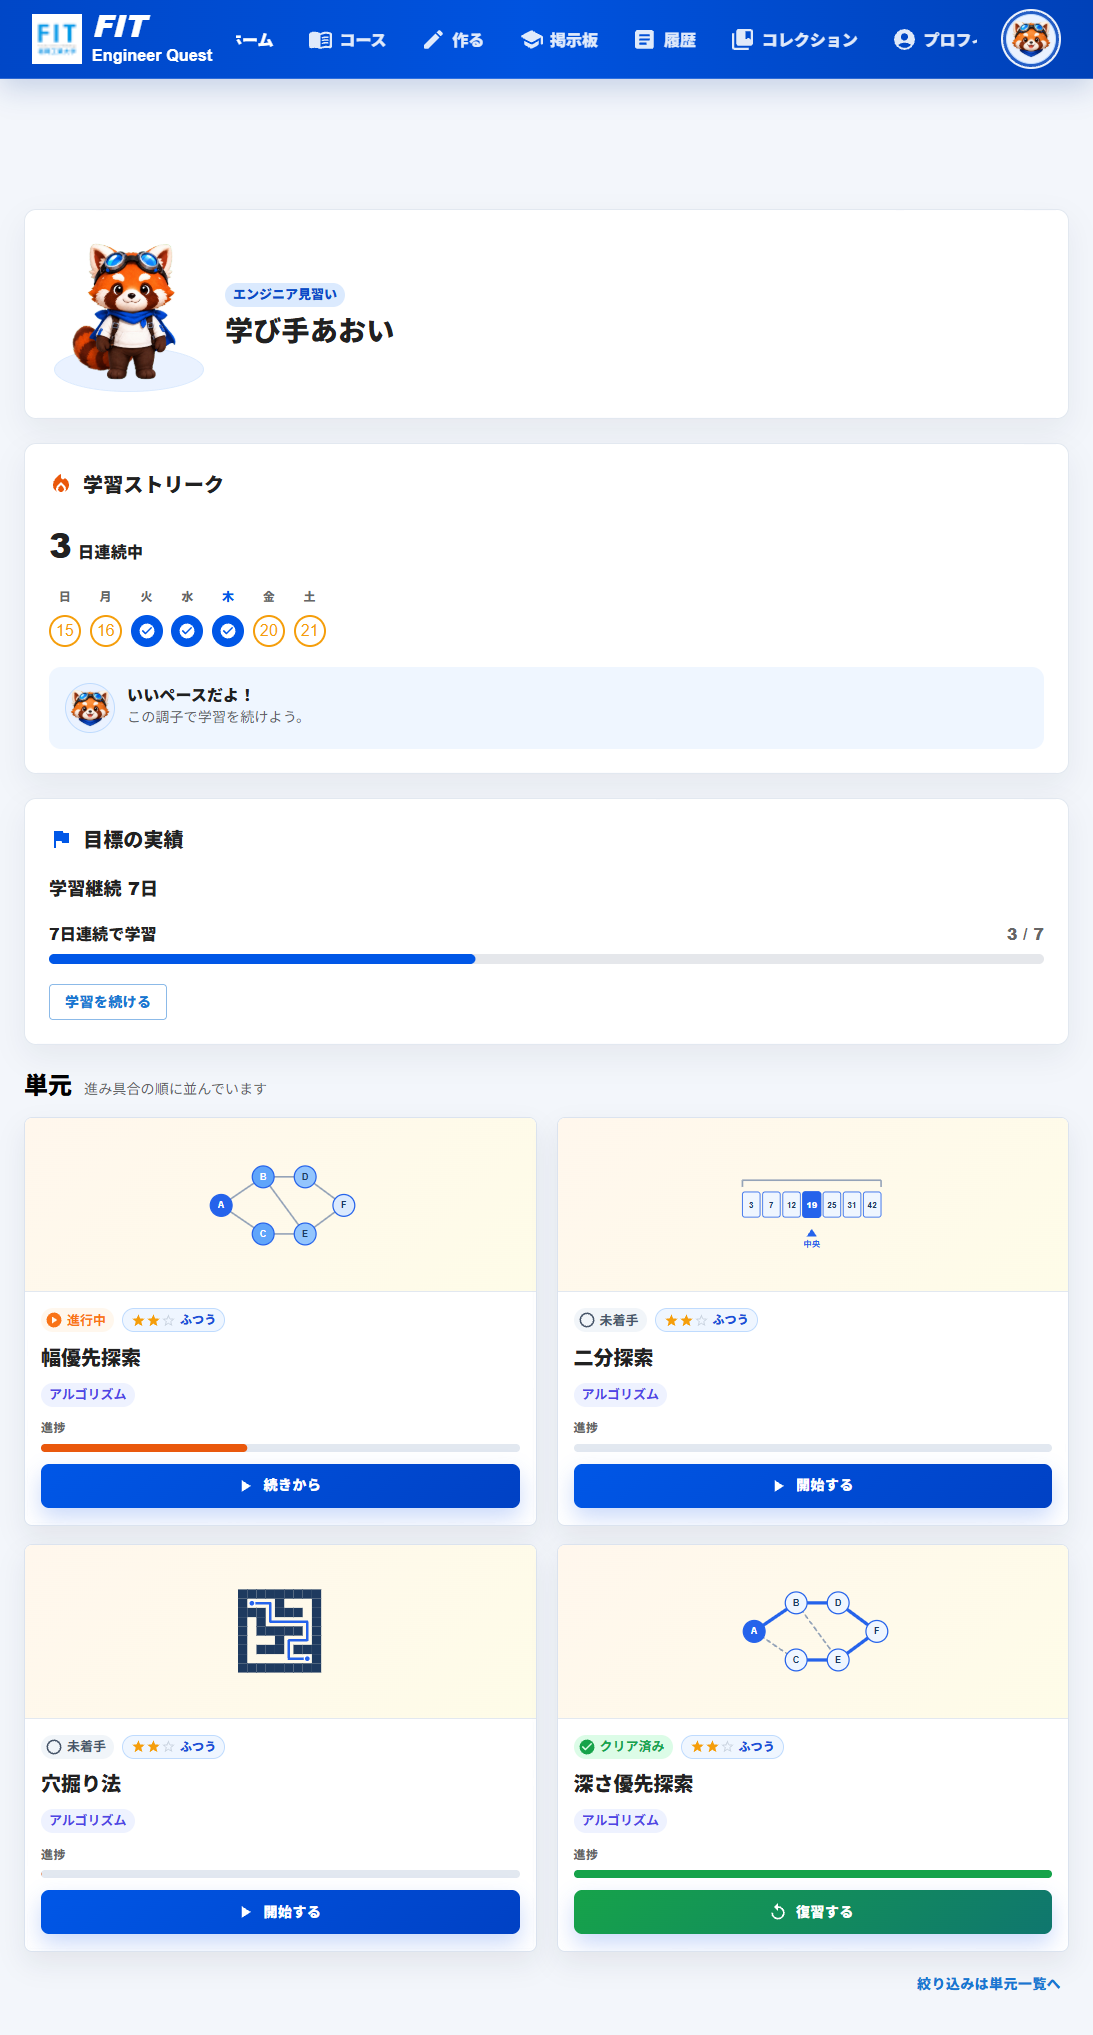 FIT
福岡工業大学
FIT
Engineer Quest
ーム
コース
作る
掲示板
履歴
コレクション
プロフィ
エンジニア見習い
学び手あおい
学習ストリーク
3 日連続中
日 月 火 水 木 金 土
15 16 20 21
いいペースだよ！
この調子で学習を続けよう。
目標の実績
学習継続 7日
7日連続で学習 3 / 7
学習を続ける
単元 進み具合の順に並んでいます
A B C D E F
進行中 ★★☆ ふつう
幅優先探索
アルゴリズム
進捗
続きから
3 7 12 19 25 31 42
中央
未着手 ★★☆ ふつう
二分探索
アルゴリズム
進捗
開始する
未着手 ★★☆ ふつう
穴掘り法
アルゴリズム
進捗
開始する
A B C D E F
クリア済み ★★☆ ふつう
深さ優先探索
アルゴリズム
進捗
復習する
絞り込みは単元一覧へ